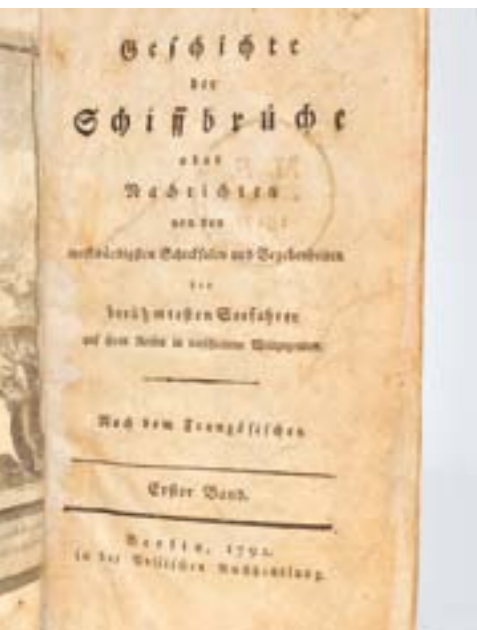 Geschichte
der
Schiffbrüche
oder
Nachrichten
von den
merkwürdigsten Schicksalen und Begebenheiten
der
berühmtesten Seefahrer
auf ihren Reisen in verschiedene Weltgegenden.
Nach dem Französischen
Erster Band.
Berlin, 1791.
in der Vossischen Buchhandlung.